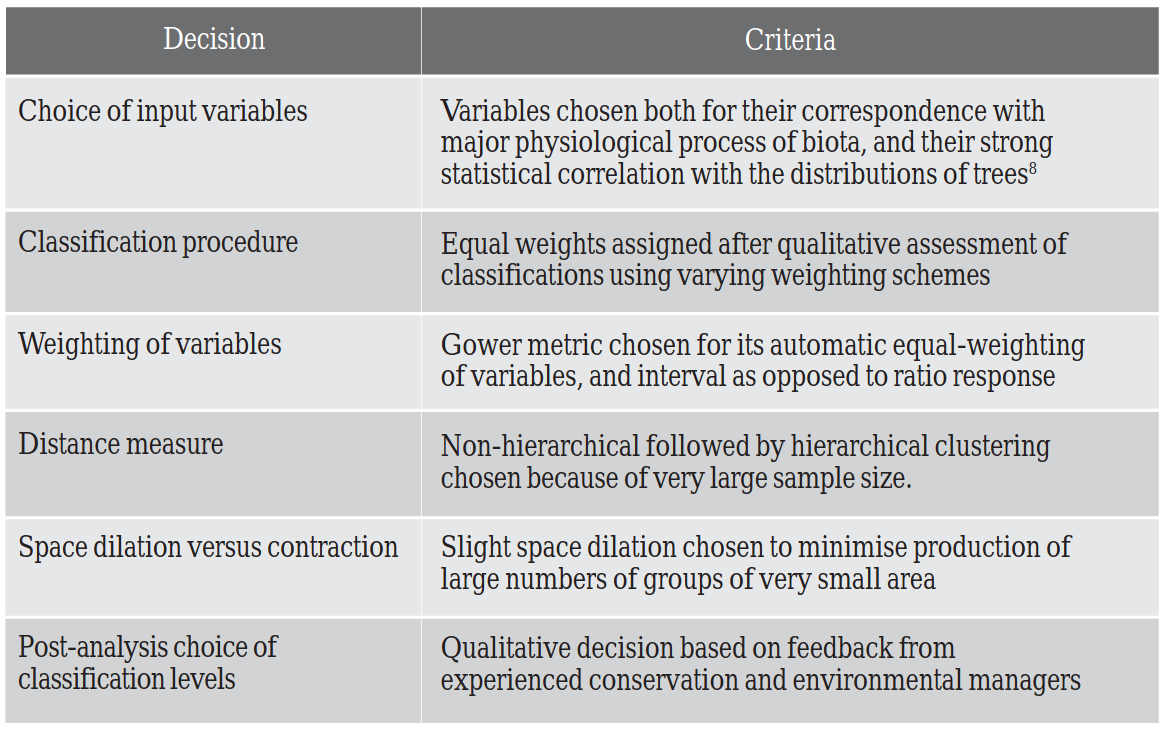 Decision
Criteria
Choice of input variables
Variables chosen both for their correspondence with
major physiological process of biota, and their strong
statistical correlation with the distributions of trees⁸
Classification procedure
Equal weights assigned after qualitative assessment of
classifications using varying weighting schemes
Weighting of variables
Gower metric chosen for its automatic equal-weighting
of variables, and interval as opposed to ratio response
Distance measure
Non-hierarchical followed by hierarchical clustering
chosen because of very large sample size.
Space dilation versus contraction
Slight space dilation chosen to minimise production of
large numbers of groups of very small area
Post-analysis choice of
classification levels
Qualitative decision based on feedback from
experienced conservation and environmental managers